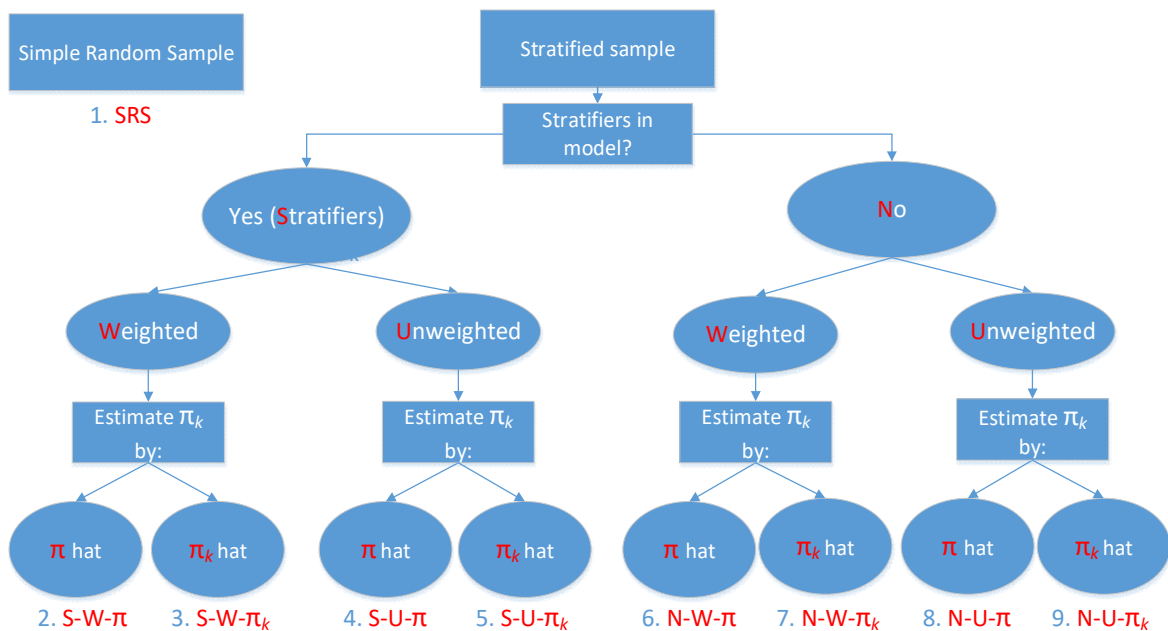 Simple Random Sample
1. SRS
Stratified sample
Stratifiers in
model?
Yes (Stratifiers)
k
No
Weighted
Unweighted
Weighted
Unweighted
Estimate πk
by:
Estimate πk
by:
Estimate πk
by:
Estimate πk
by:
π hat
πk hat
π hat
πk hat
π hat
πk hat
π hat
πk hat
2. S-W-π
3. S-W-πk
4. S-U-π
5. S-U-πk
6. N-W-π
7. N-W-πk
8. N-U-π
9. N-U-πk